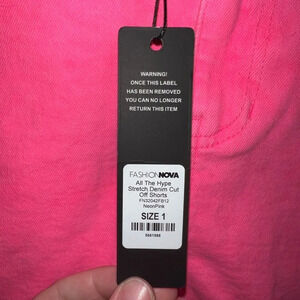 WARNING!
ONCE THIS LABEL
HAS BEEN REMOVED
YOU CAN NO LONGER
RETURN THIS ITEM
FASHIONNOVA
All The Hype
Stretch Denim Cut
Off Shorts
FN32042FB12
NeonPink
SIZE 1